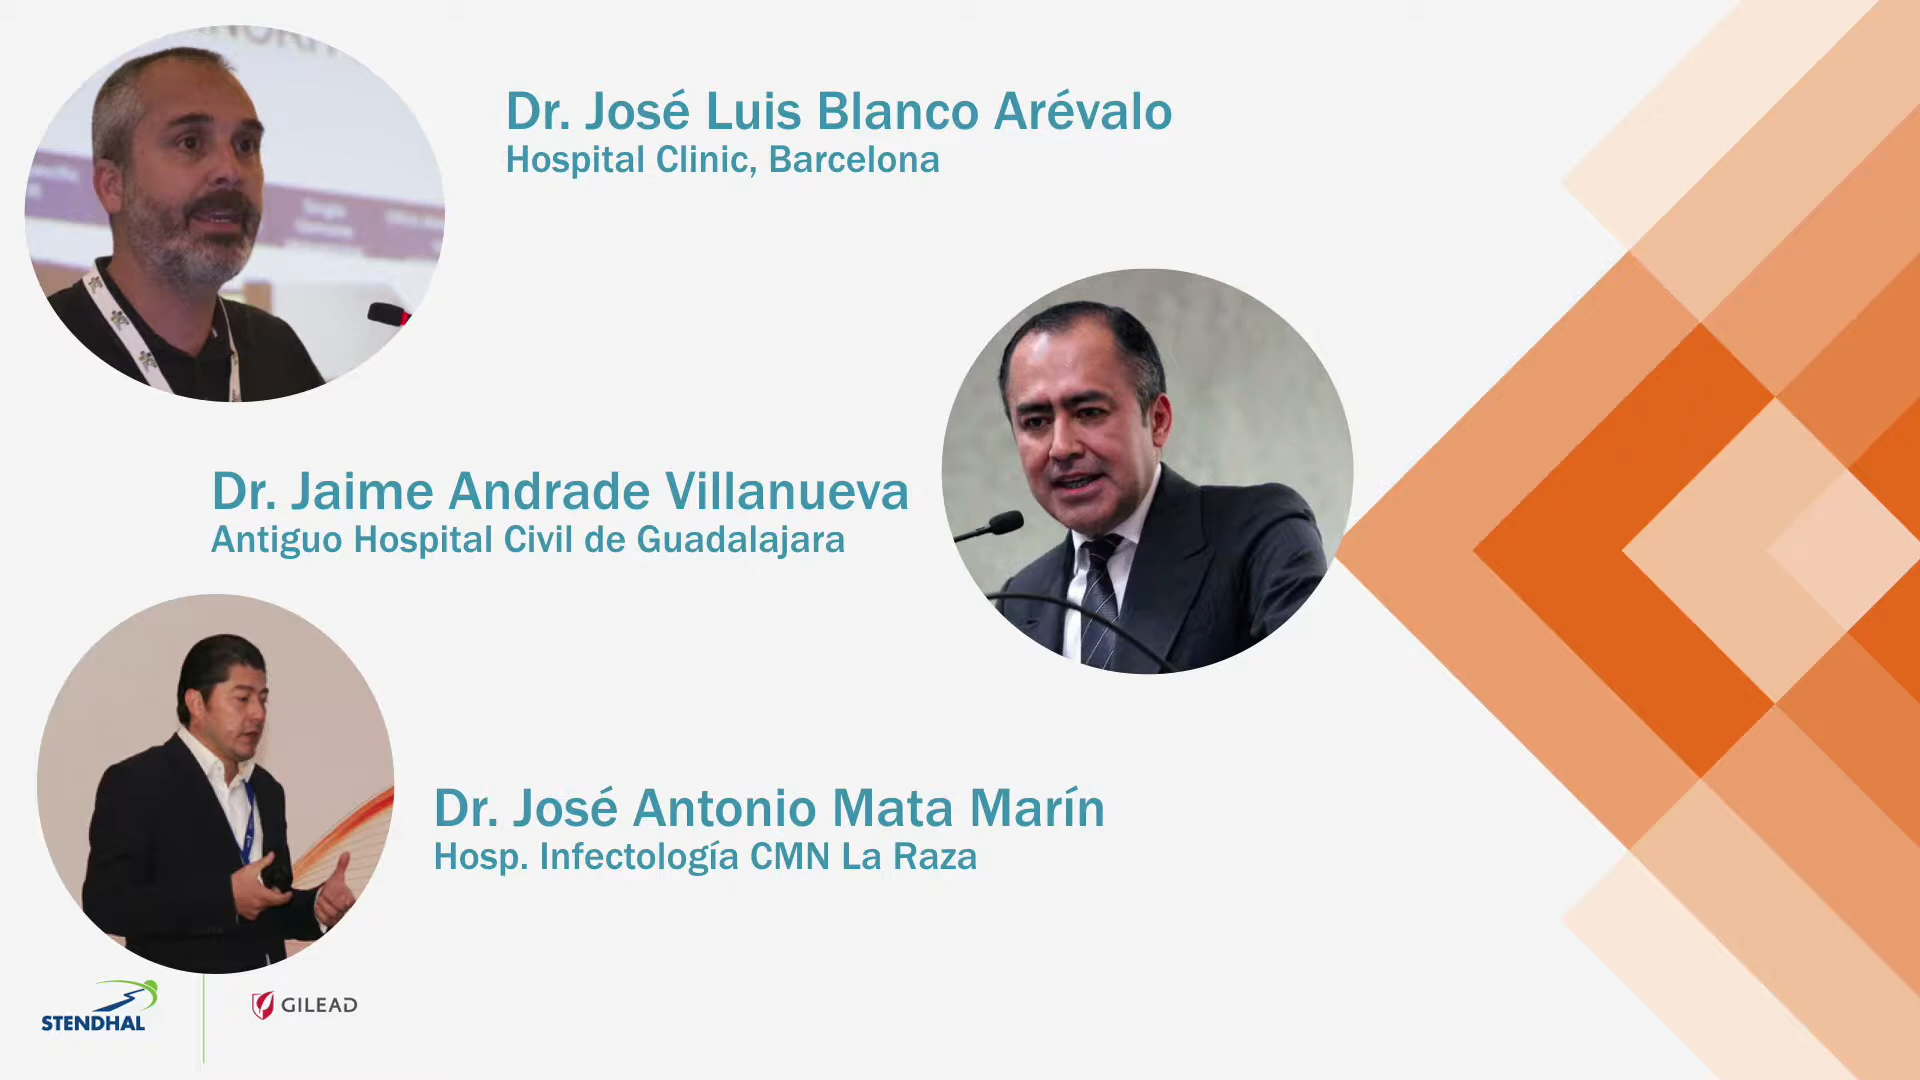 Dr. José Luis Blanco Arévalo
Hospital Clinic, Barcelona
Dr. Jaime Andrade Villanueva
Antiguo Hospital Civil de Guadalajara
Dr. José Antonio Mata Marín
Hosp. Infectología CMN La Raza
STENDHAL
GILEAD